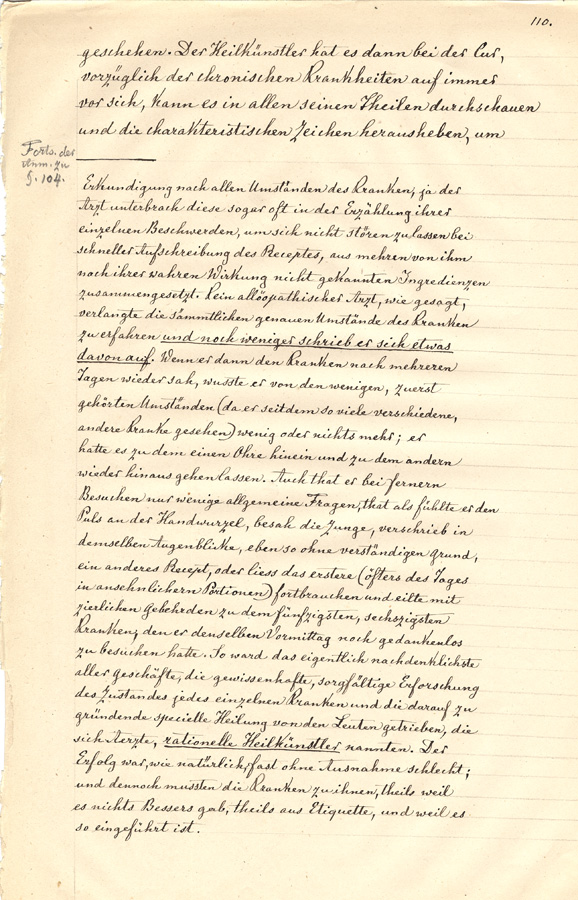 110.
geschehen. Der Heilkünstler hat es dann bei der Cur,
vorzüglich der chronischen Krankheiten auf immer
vor sich, kann es in allen seinen Theilen durchschauen
und die charakteristischen Zeichen herausheben, um
Forts. der
Anm. zu
§. 104.
Erkundigung nach allen Umständen des Kranken, ja der
Arzt unterbrach diese sogar oft in der Erzählung ihrer
einzelnen Beschwerden, um sich nicht stören zu lassen bei
schneller Aufschreibung des Receptes, aus mehren von ihm
nach ihrer wahren Wirkung nicht gekannten Ingredienzen
zusammengesetzt. Kein allöopathischer Arzt, wie gesagt,
verlangte die sämmtlichen genauen Umstände des Kranken
zu erfahren und noch weniger schrieb er sich etwas
davon auf. Wenn er dann den Kranken nach mehreren
Tagen wieder sah, wusste er von den wenigen, zuerst
gehörten Umständen (da er seitdem so viele verschiedene,
andere Kranke gesehen) wenig oder nichts mehr; er
hatte es zu dem einen Ohre hinein und zu dem andern
wieder hinaus gehen lassen. Auch that er bei fernern
Besuchen nur wenige allgemeine Fragen, that als fühlte er den
Puls an der Handwurzel, besah die Zunge, verschrieb in
demselben Augenblicke, eben so ohne verständigen Grund,
ein anderes Recept, oder liess das erstere (öfters des Tages
in ansehnlichern Portionen) fortbrauchen und eilte mit
zierlichen Gebehrden zu dem fünfzigsten, sechszigsten
Kranken, den er denselben Vormittag noch gedankenlos
zu besuchen hatte. So ward das eigentlich nachdenklichste
aller Geschäfte, die gewissenhafte, sorgfältige Erforschung
des Zustandes jedes einzelnen Kranken und die darauf zu
gründende specielle Heilung von den Leuten getrieben, die
sich Aerzte, rationelle Heilkünstler nannten. Der
Erfolg war, wie natürlich, fast ohne Ausnahme schlecht;
und dennoch mussten die Kranken zu ihnen, theils weil
es nichts Bessers gab, theils aus Etiquette, und weil es
so eingeführt ist.